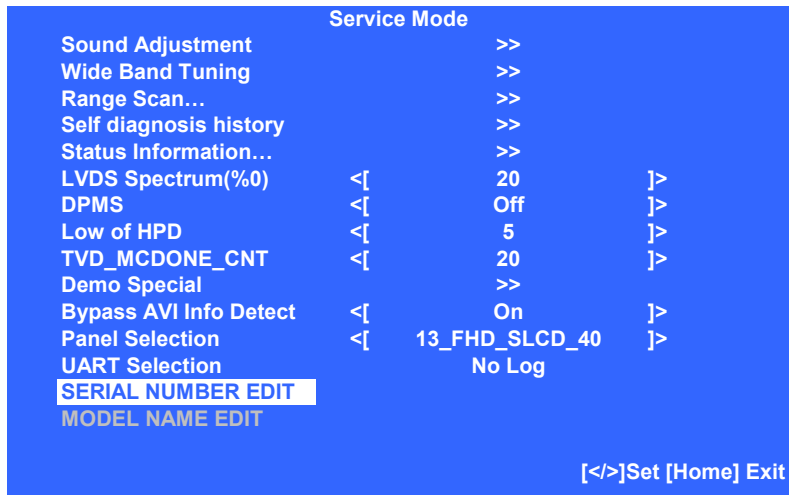 Service Mode
Sound Adjustment >>
Wide Band Tuning >>
Range Scan… >>
Self diagnosis history >>
Status Information… >>
LVDS Spectrum(%0) <[ 20 ]>
DPMS <[ Off ]>
Low of HPD <[ 5 ]>
TVD_MCDONE_CNT <[ 20 ]>
Demo Special >>
Bypass AVI Info Detect <[ On ]>
Panel Selection <[ 13_FHD_SLCD_40 ]>
UART Selection No Log
SERIAL NUMBER EDIT
MODEL NAME EDIT
[</>]Set [Home] Exit